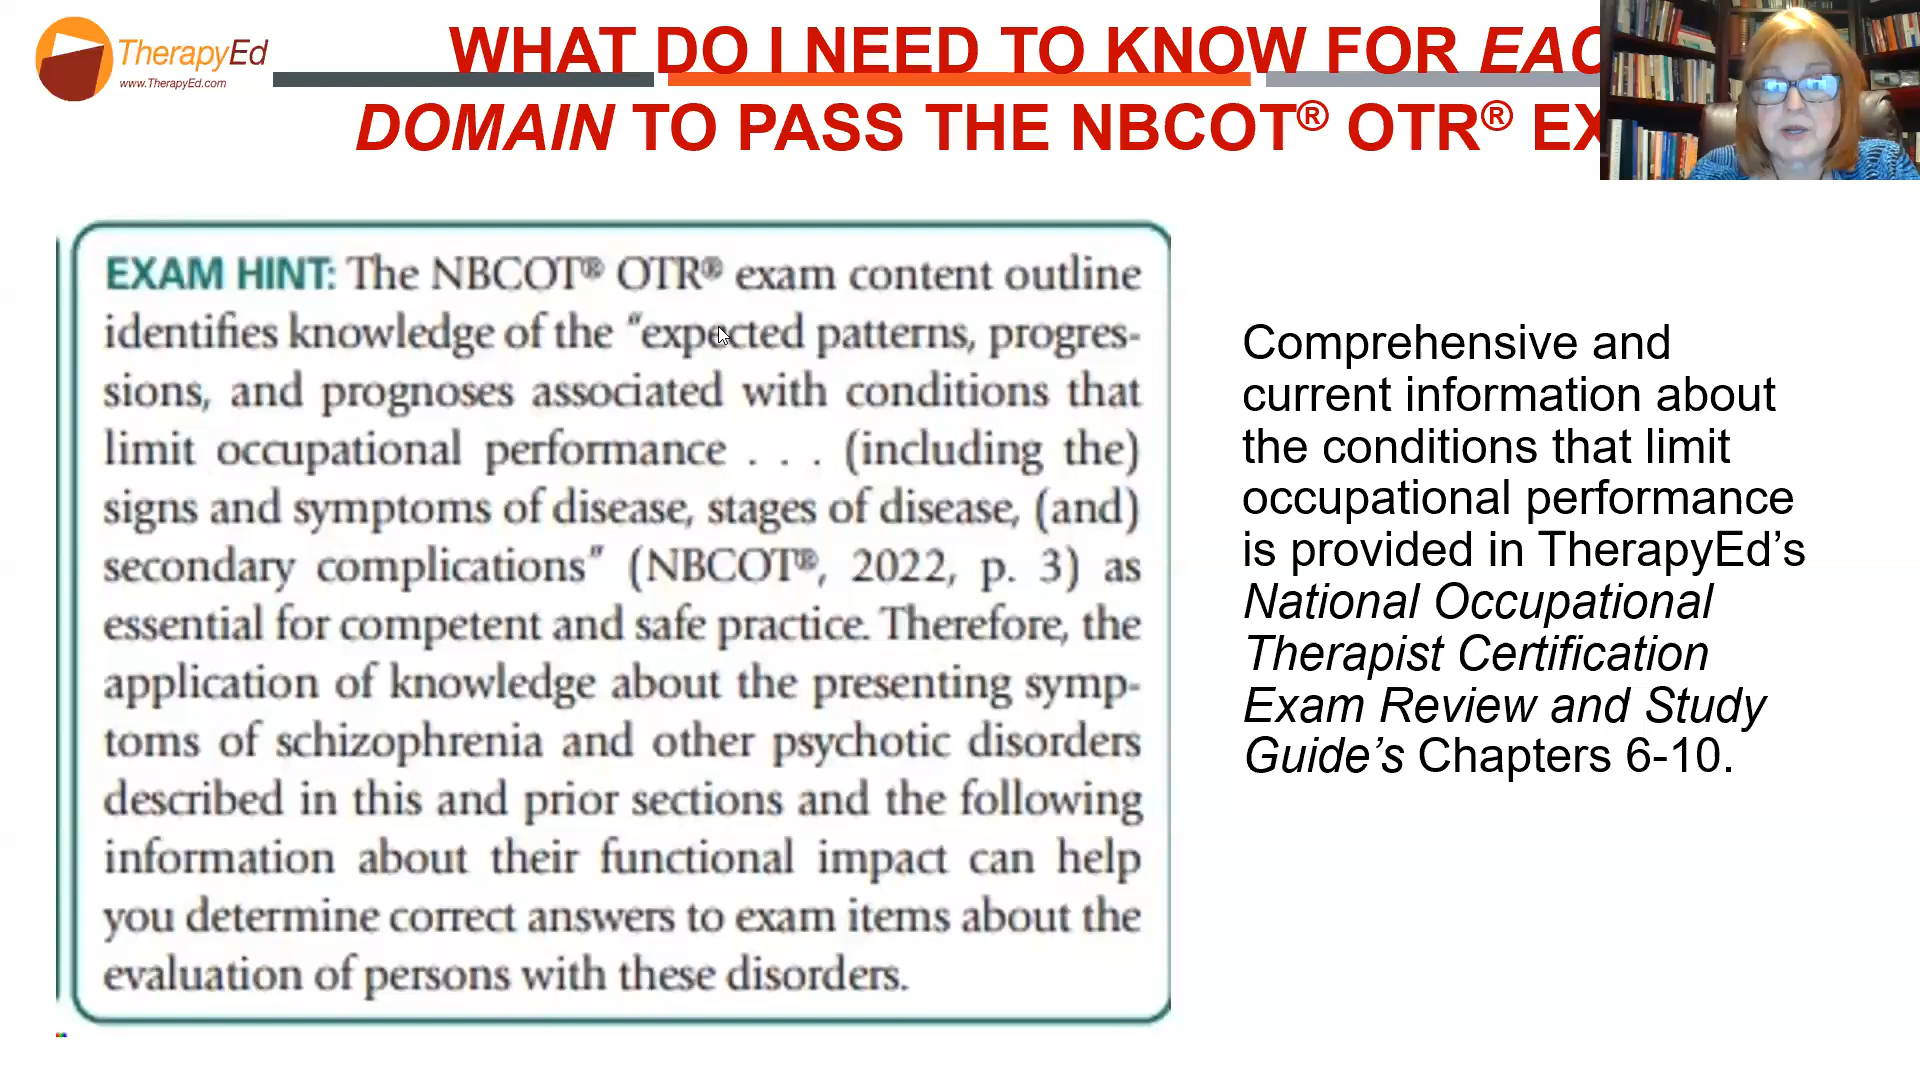 TherapyEd
www.TherapyEd.com
WHAT DO I NEED TO KNOW FOR EAC
DOMAIN TO PASS THE NBCOT® OTR® EX
EXAM HINT: The NBCOT® OTR® exam content outline
identifies knowledge of the “expected patterns, progres-
sions, and prognoses associated with conditions that
limit occupational performance . . . (including the)
signs and symptoms of disease, stages of disease, (and)
secondary complications” (NBCOT®, 2022, p. 3) as
essential for competent and safe practice. Therefore, the
application of knowledge about the presenting symp-
toms of schizophrenia and other psychotic disorders
described in this and prior sections and the following
information about their functional impact can help
you determine correct answers to exam items about the
evaluation of persons with these disorders.
Comprehensive and
current information about
the conditions that limit
occupational performance
is provided in TherapyEd’s
National Occupational
Therapist Certification
Exam Review and Study
Guide’s Chapters 6-10.